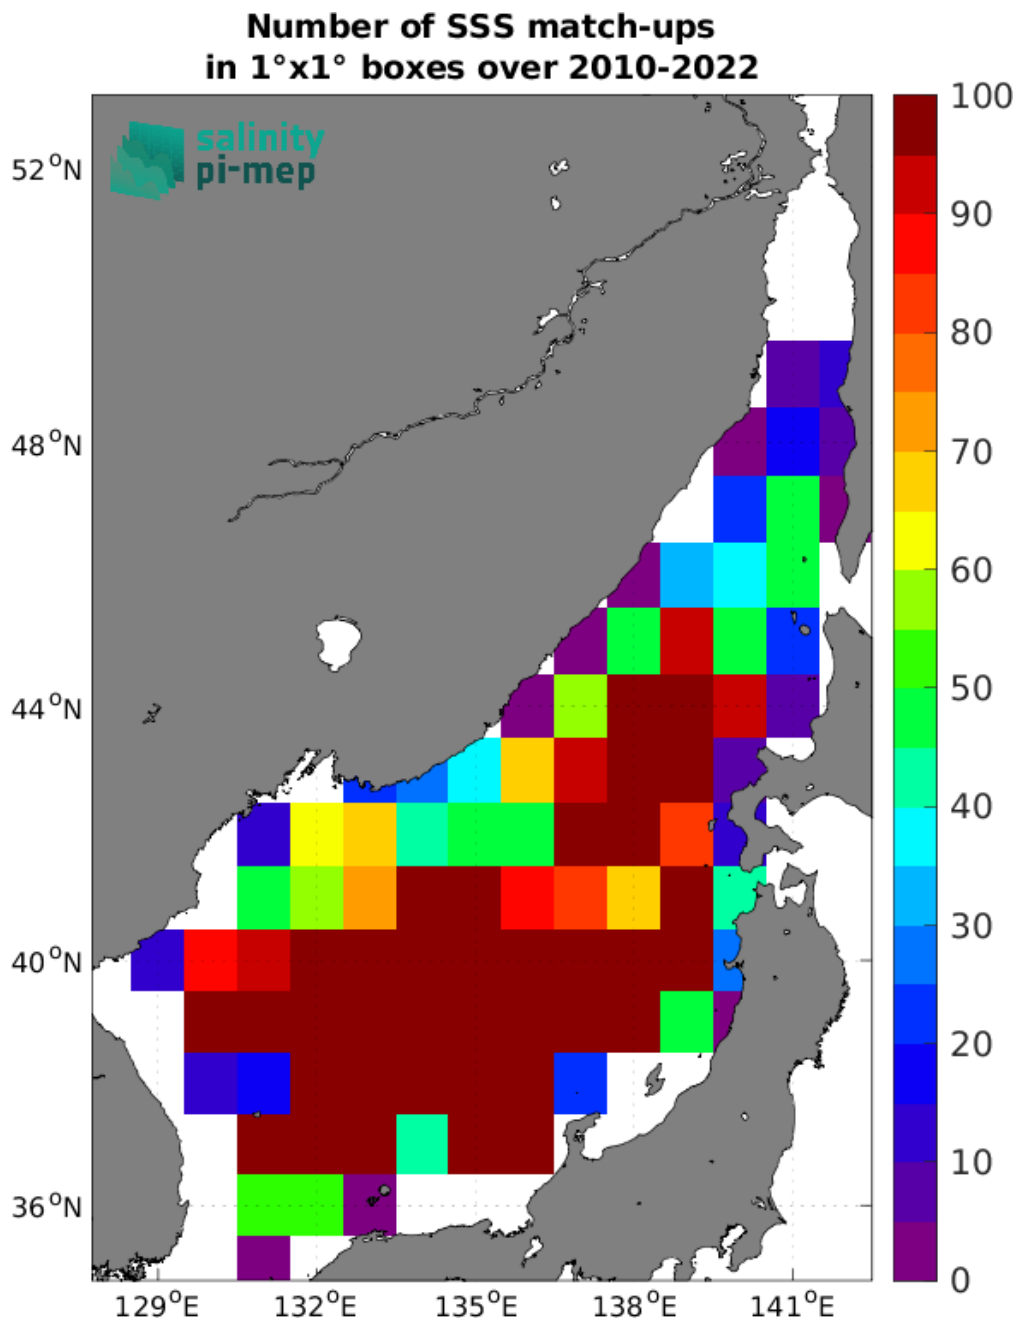 Number of SSS match-ups
in 1°x1° boxes over 2010-2022
salinity
pi-mep
52°N
48°N
44°N
40°N
36°N
129°E 132°E 135°E 138°E 141°E
100
90
80
70
60
50
40
30
20
10
0